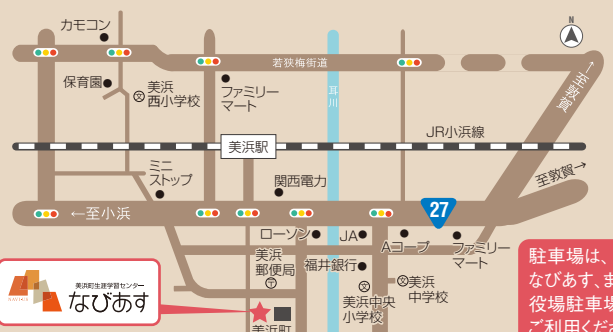 カモコン
N
若狭梅街道
保育園
美浜
西小学校
ファミリー
マート
耳川
←至敦賀
JR小浜線
美浜駅
ミニ
ストップ
関西電力
至敦賀→
27
←至小浜
ローソン
JA
Aコープ
ファミリー
マート
美浜
郵便局
福井銀行
美浜
中学校
美浜中央
小学校
美浜町
美浜町生涯学習センター
なびあす
NAVIUS
駐車場は、
なびあす、ま
役場駐車場
ご利用くださ